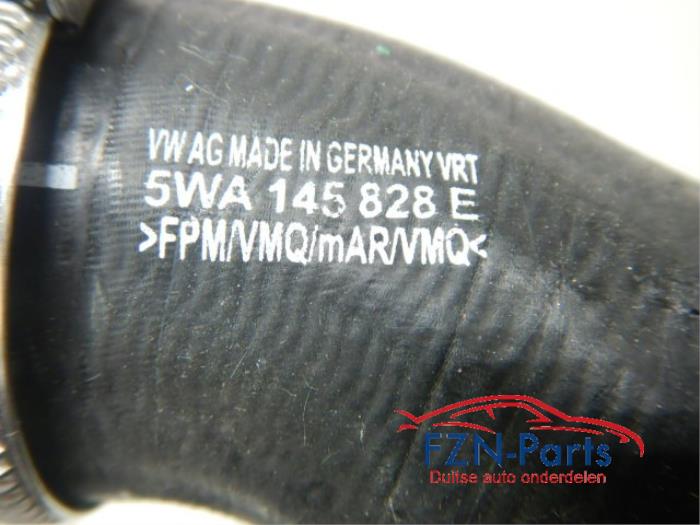 VW AG MADE IN GERMANY VRT
5WA 145 828 E
>FPM/VMQ/mAR/VMQ<
FZN-Parts
Duitse auto onderdelen